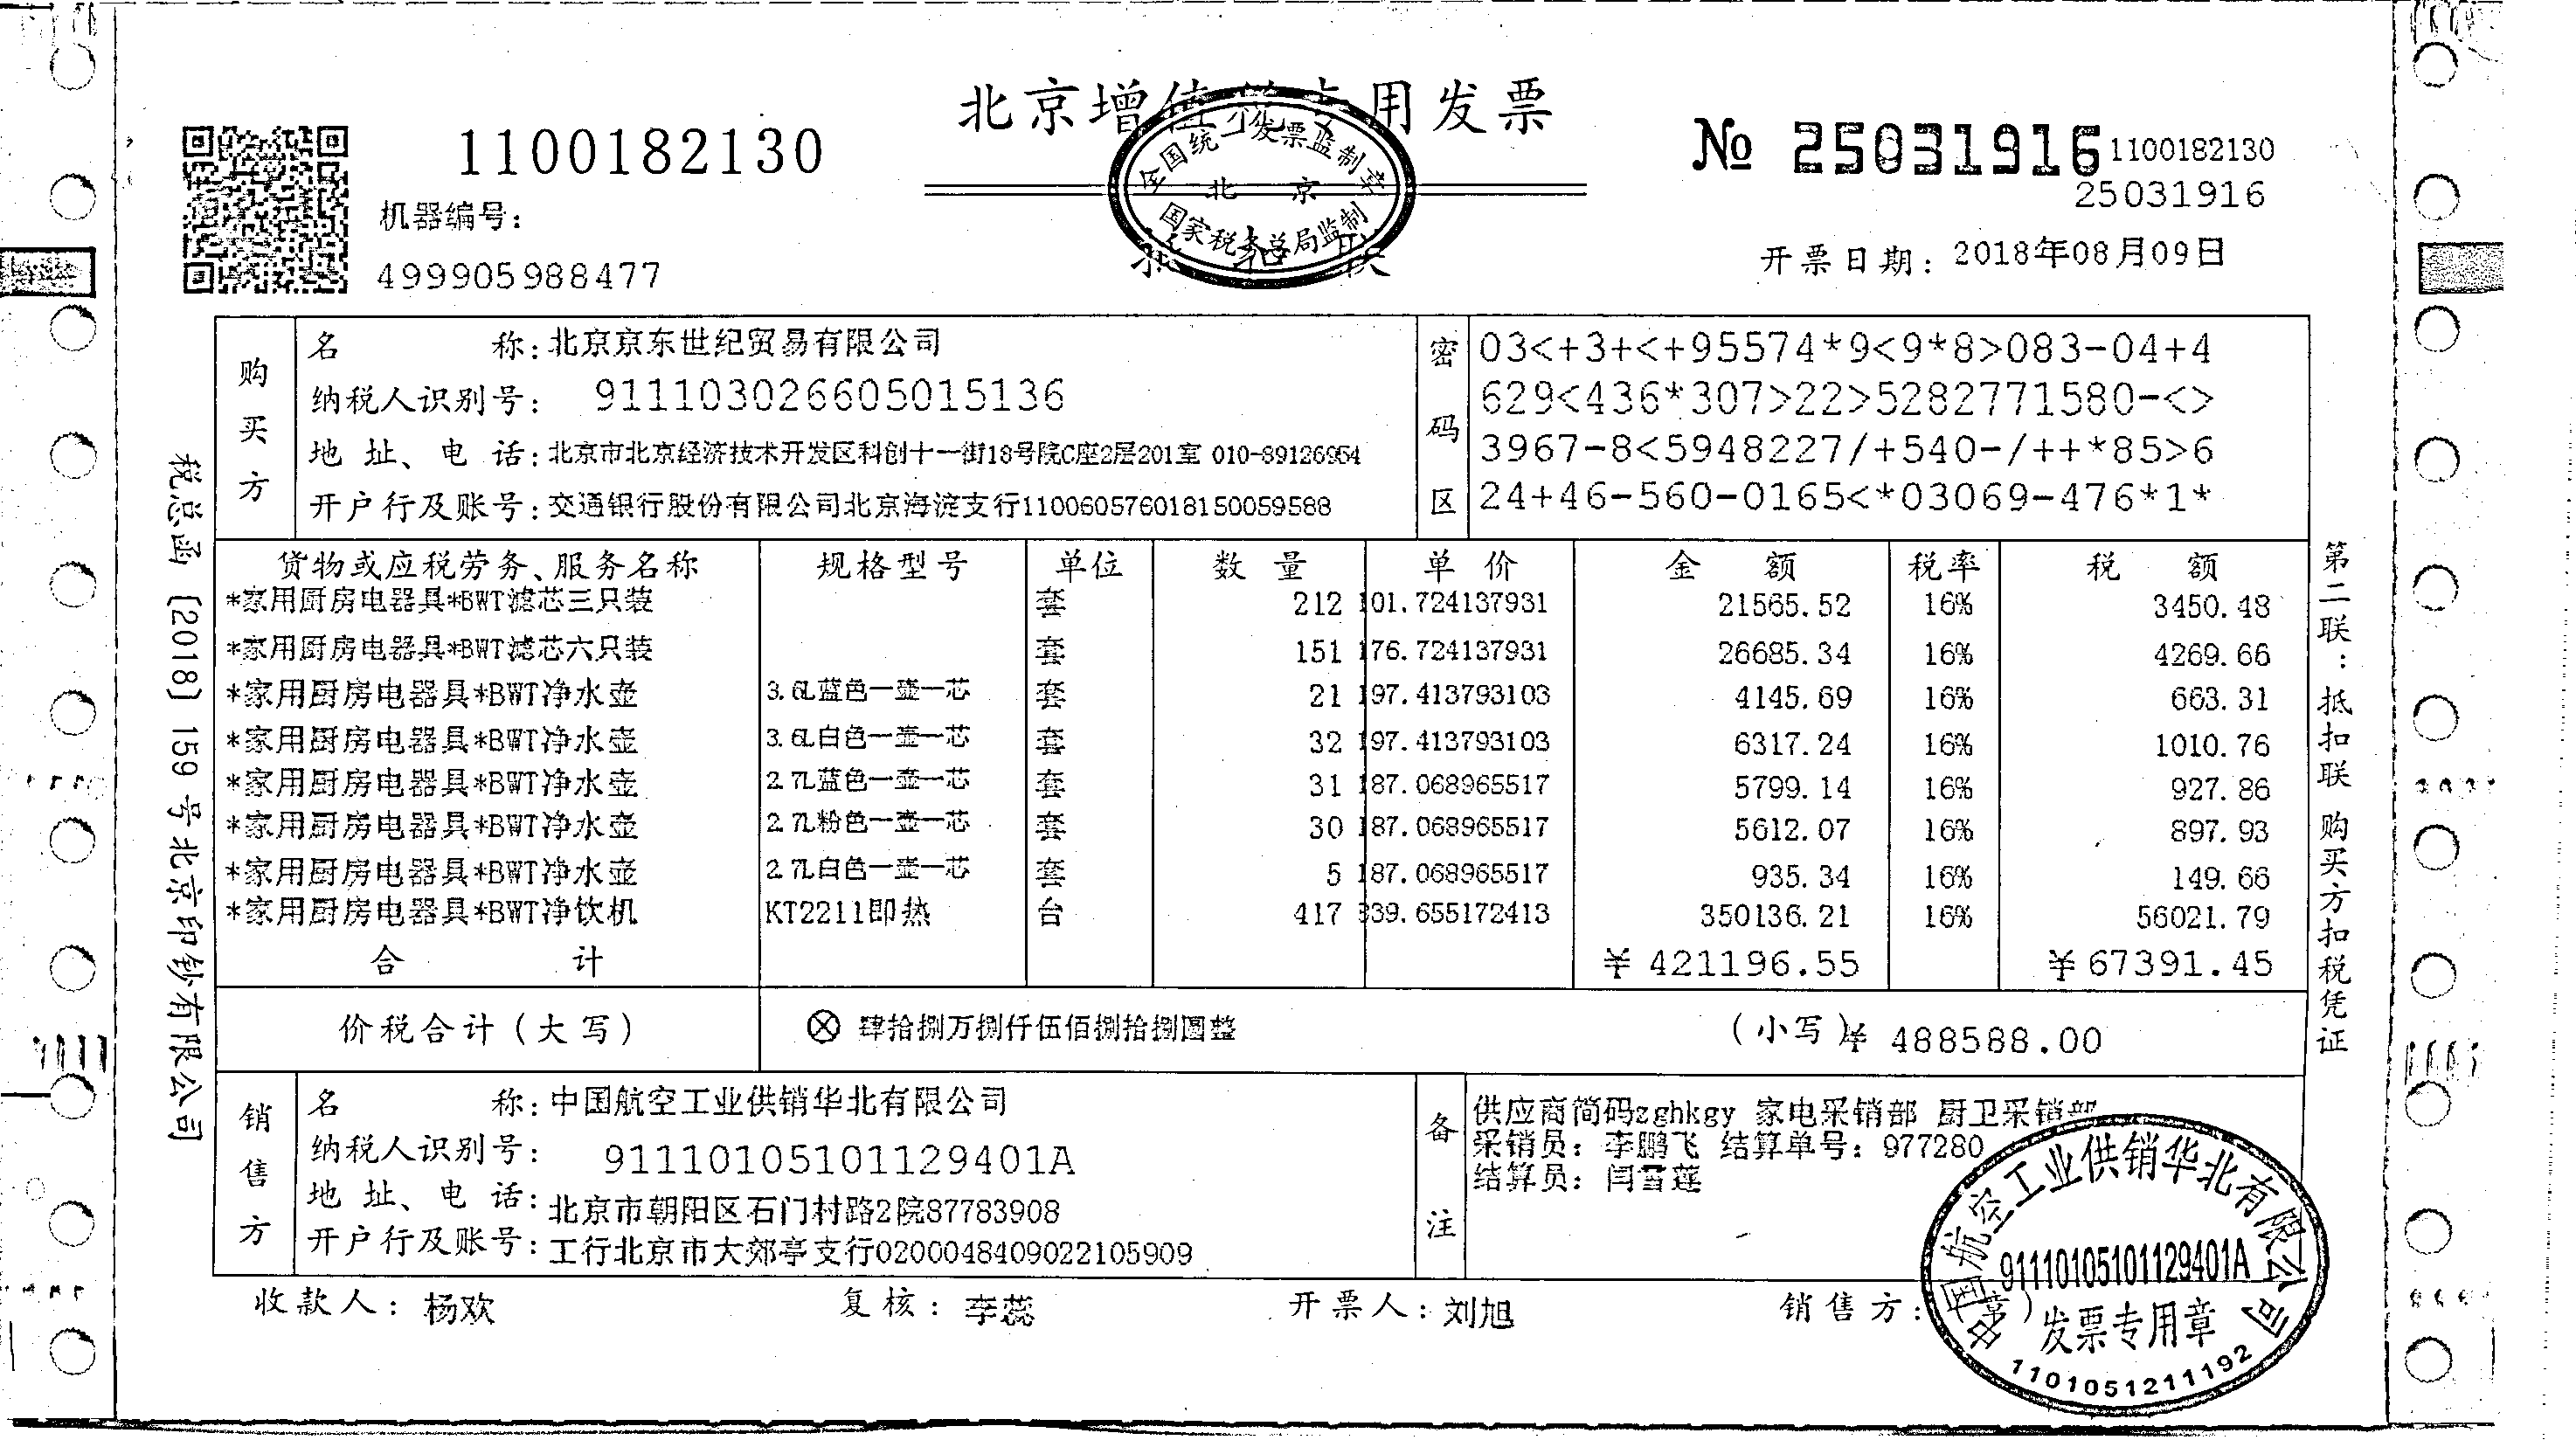 北京增值税专用发票
1100182130
№ 25031916
1100182130
25031916
机器编号:
499905988477
全国统一发票监制章
北京
国家税务总局监制
开票日期: 2018年08月09日
购买方
名称: 北京京东世纪贸易有限公司
纳税人识别号: 911103026605015136
地址、电话: 北京市北京经济技术开发区科创十一街18号院C座2层201室 010-89126954
开户行及账号: 交通银行股份有限公司北京海淀支行110060576018150059588
密码区
03<+3+<+95574*9<9*8>083-04+4
629<436*307>22>5282771580-<>
3967-8<5948227/+540-/++*85>6
24+46-560-0165<*03069-476*1*
货物或应税劳务、服务名称 规格型号 单位 数量 单价 金额 税率 税额
*家用厨房电器具*BWT滤芯三只装 套 212 101.724137931 21565.52 16% 3450.48
*家用厨房电器具*BWT滤芯六只装 套 151 176.724137931 26685.34 16% 4269.66
*家用厨房电器具*BWT净水壶 3.6L蓝色一壶一芯 套 21 197.413793103 4145.69 16% 663.31
*家用厨房电器具*BWT净水壶 3.6L白色一壶一芯 套 32 197.413793103 6317.24 16% 1010.76
*家用厨房电器具*BWT净水壶 2.7L蓝色一壶一芯 套 31 187.068965517 5799.14 16% 927.86
*家用厨房电器具*BWT净水壶 2.7L粉色一壶一芯 套 30 187.068965517 5612.07 16% 897.93
*家用厨房电器具*BWT净水壶 2.7L白色一壶一芯 套 5 187.068965517 935.34 16% 149.66
*家用厨房电器具*BWT净饮机 KT2211即热 台 417 839.655172413 350136.21 16% 56021.79
合计 ¥421196.55 ¥67391.45
价税合计(大写) ⊗ 肆拾捌万捌仟伍佰捌拾捌圆整 (小写)¥ 488588.00
销售方
名称: 中国航空工业供销华北有限公司
纳税人识别号: 91110105101129401A
地址、电话: 北京市朝阳区石门村路2院87783908
开户行及账号: 工行北京市大郊亭支行0200048409022105909
备注
供应商简码zghkgy 家电采销部 厨卫采销部
采销员: 李鹏飞 结算单号: 977280
结算员: 闫雪莲
收款人: 杨欢 复核: 李蕊 开票人: 刘旭 销售方:(章)
中国航空工业供销华北有限公司
91110105101129401A
发票专用章
1101051211192
税总函 [2018] 159 号北京印钞有限公司
第二联:抵扣联 购买方扣税凭证